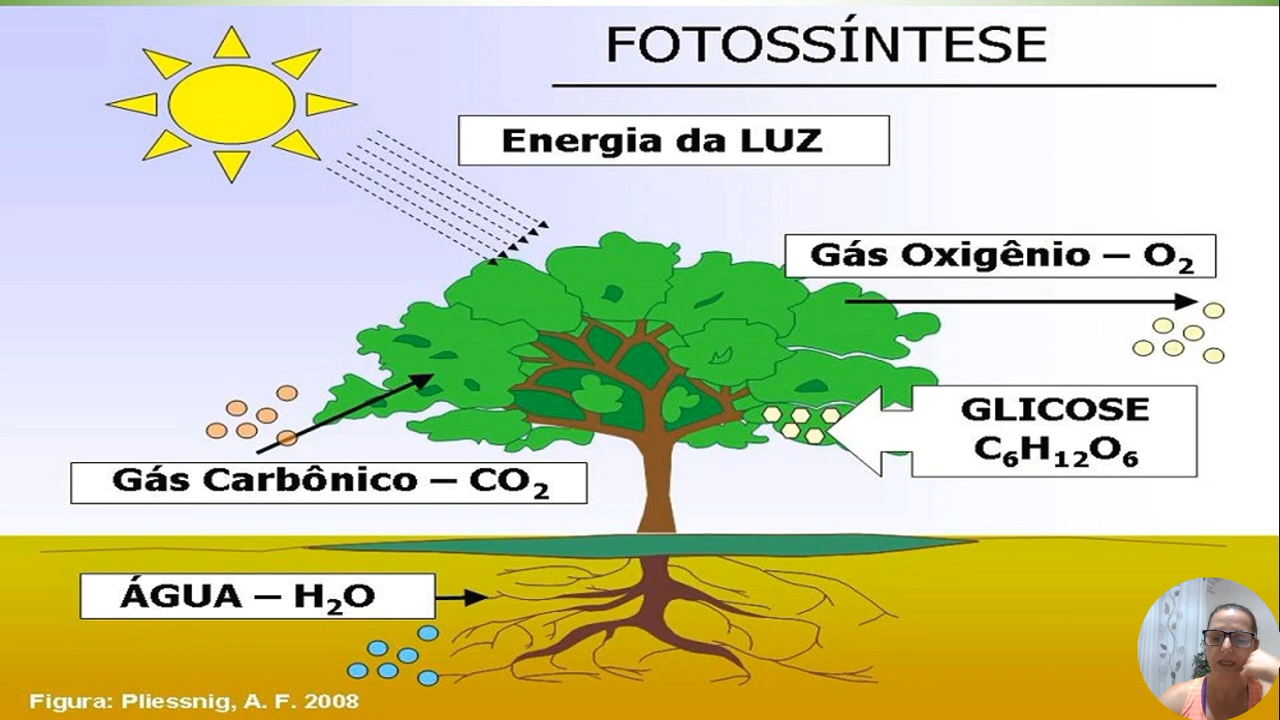 FOTOSSÍNTESE
Energia da LUZ
Gás Oxigênio – O₂
GLICOSE
C₆H₁₂O₆
Gás Carbônico – CO₂
ÁGUA – H₂O
Figura: Pliessnig, A. F. 2008